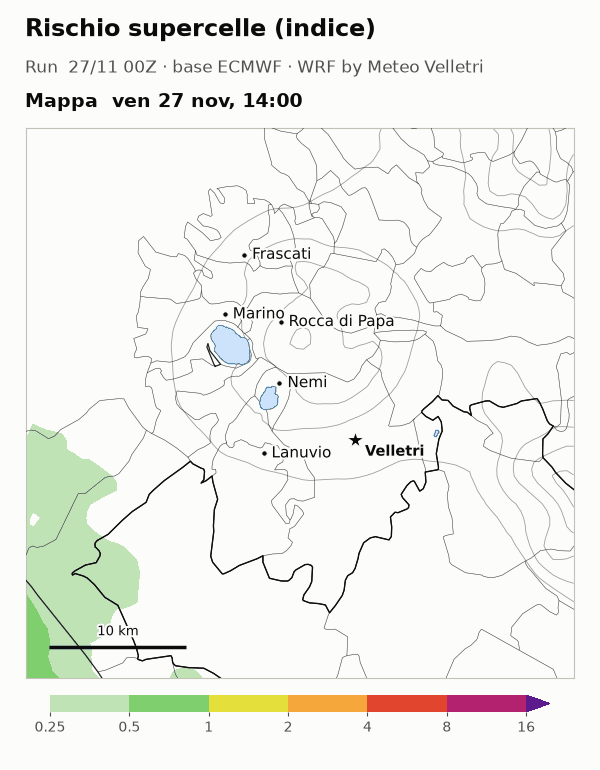 Rischio supercelle (indice)
Run  27/11 00Z · base ECMWF · WRF by Meteo Velletri
Mappa  ven 27 nov, 14:00
Frascati
Marino
Rocca di Papa
Nemi
Velletri
Lanuvio
10 km
0.25 0.5 1 2 4 8 16